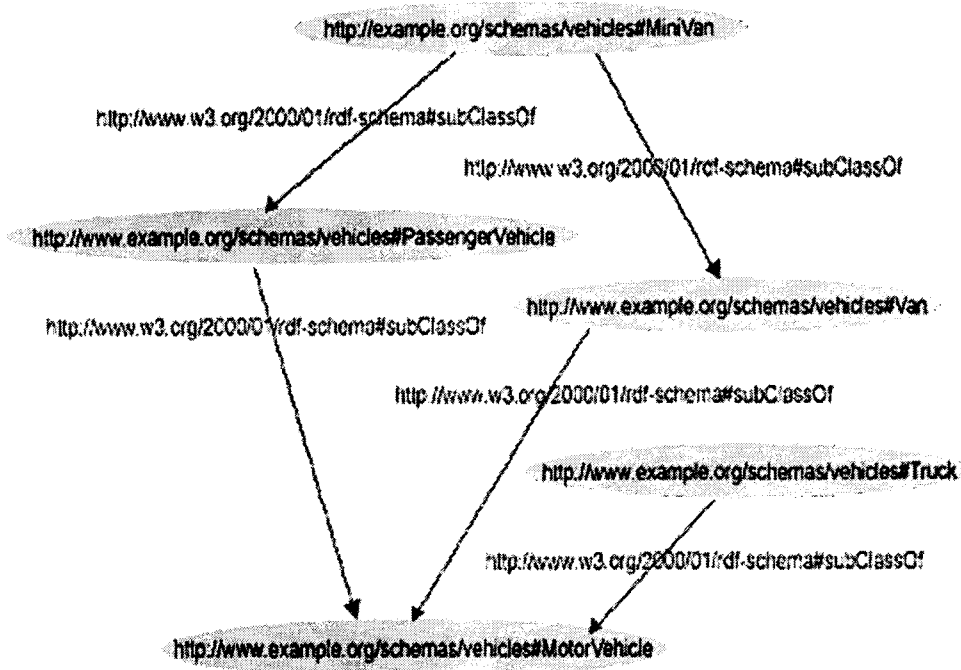 http://example.org/schemas/vehicles#MiniVan
http://www.w3.org/2000/01/rdf-schema#subClassOf
http://www.w3.org/2000/01/rdf-schema#subClassOf
http://www.example.org/schemas/vehicles#PassengerVehicle
http://www.example.org/schemas/vehicles#Van
http://www.w3.org/2000/01/rdf-schema#subClassOf
http://www.w3.org/2000/01/rdf-schema#subClassOf
http://www.example.org/schemas/vehicles#Truck
http://www.w3.org/2000/01/rdf-schema#subClassOf
http://www.example.org/schemas/vehicles#MotorVehicle